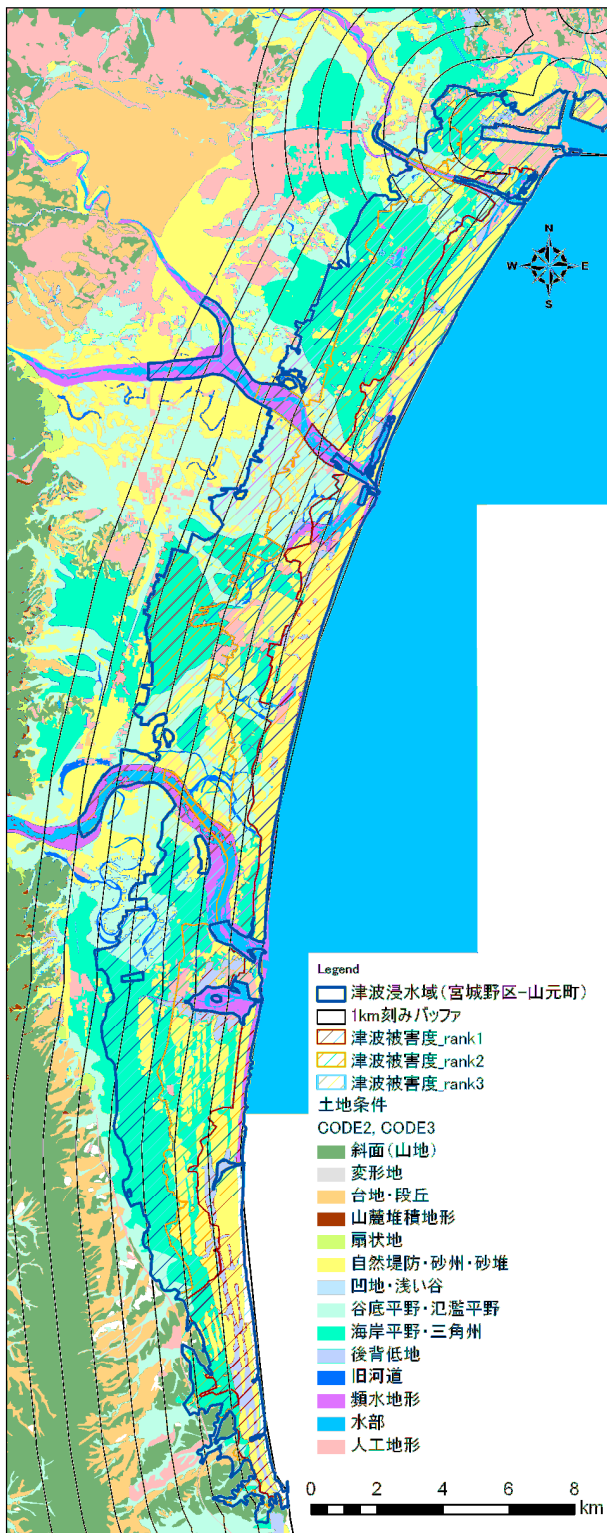 N
W E
S
Legend
津波浸水域(宮城野区-山元町)
1km刻みバッファ
津波被害度_rank1
津波被害度_rank2
津波被害度_rank3
土地条件
CODE2, CODE3
斜面(山地)
変形地
台地・段丘
山麓堆積地形
扇状地
自然堤防・砂州・砂堆
凹地・浅い谷
谷底平野・氾濫平野
海岸平野・三角州
後背低地
旧河道
頻水地形
水部
人工地形
0 2 4 6 8
km